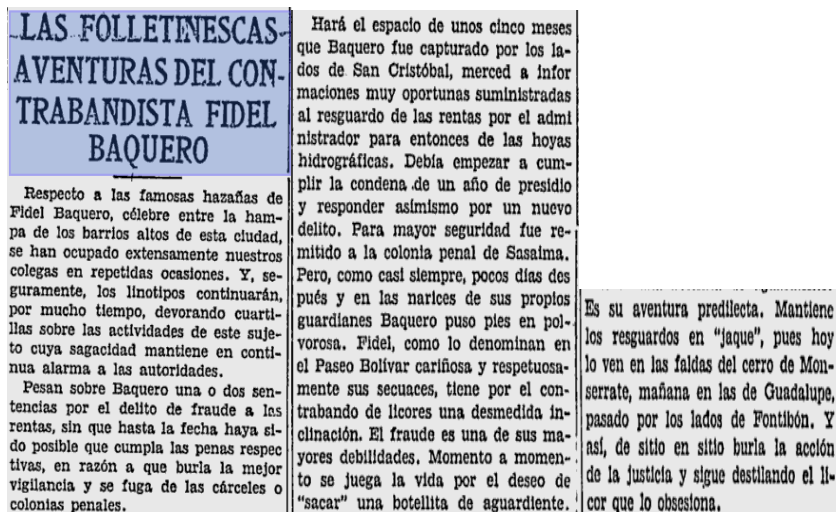 LAS FOLLETINESCAS
AVENTURAS DEL CON-
TRABANDISTA FIDEL
BAQUERO
Respecto a las famosas hazañas de
Fidel Baquero, célebre entre la ham-
pa de los barrios altos de esta ciudad,
se han ocupado extensamente nuestros
colegas en repetidas ocasiones. Y, se-
guramente, los linotipos continuarán,
por mucho tiempo, devorando cuarti-
llas sobre las actividades de este suje-
to cuya sagacidad mantiene en conti-
nua alarma a las autoridades.
Pesan sobre Baquero una o dos sen-
tencias por el delito de fraude a las
rentas, sin que hasta la fecha haya si-
do posible que cumpla las penas respec
tivas, en razón a que burla la mejor
vigilancia y se fuga de las cárceles o
colonias penales.
Hará el espacio de unos cinco meses
que Baquero fue capturado por los la-
dos de San Cristóbal, merced a infor
maciones muy oportunas suministradas
al resguardo de las rentas por el admi
nistrador para entonces de las hoyas
hidrográficas. Debía empezar a cum-
plir la condena de un año de presidio
y responder asimismo por un nuevo
delito. Para mayor seguridad fue re-
mitido a la colonia penal de Sasaima.
Pero, como casi siempre, pocos días des
pués y en las narices de sus propios
guardianes Baquero puso pies en pol-
vorosa. Fidel, como lo denominan en
el Paseo Bolívar cariñosa y respetuosa-
mente sus secuaces, tiene por el con-
trabando de licores una desmedida in-
clinación. El fraude es una de sus ma-
yores debilidades. Momento a momen-
to se juega la vida por el deseo de
"sacar" una botellita de aguardiente.
Es su aventura predilecta. Mantiene
los resguardos en "jaque", pues hoy
lo ven en las faldas del cerro de Mon-
serrate, mañana en las de Guadalupe,
pasado por los lados de Fontibón. Y
así, de sitio en sitio burla la acción
de la justicia y sigue destilando el li-
cor que lo obsesiona.